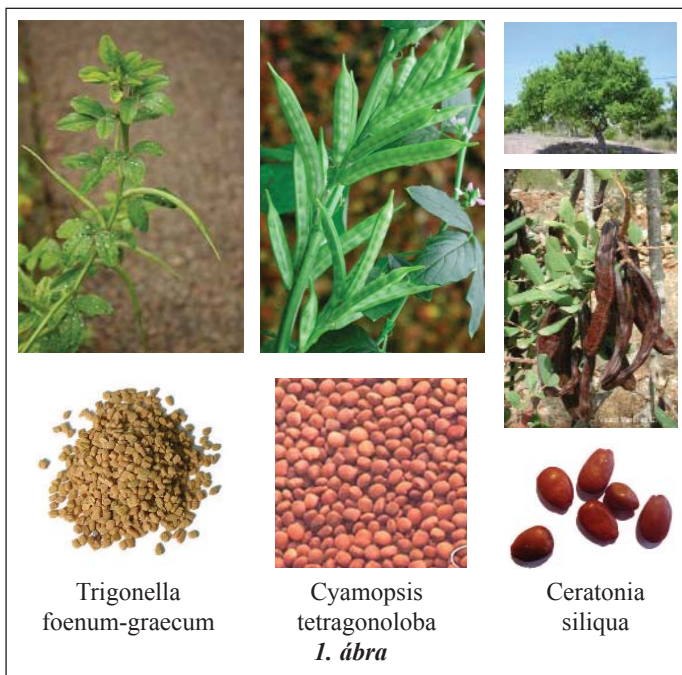 Trigonella
foenum-graecum
Cyamopsis
tetragonoloba
Ceratonia
siliqua
1. ábra